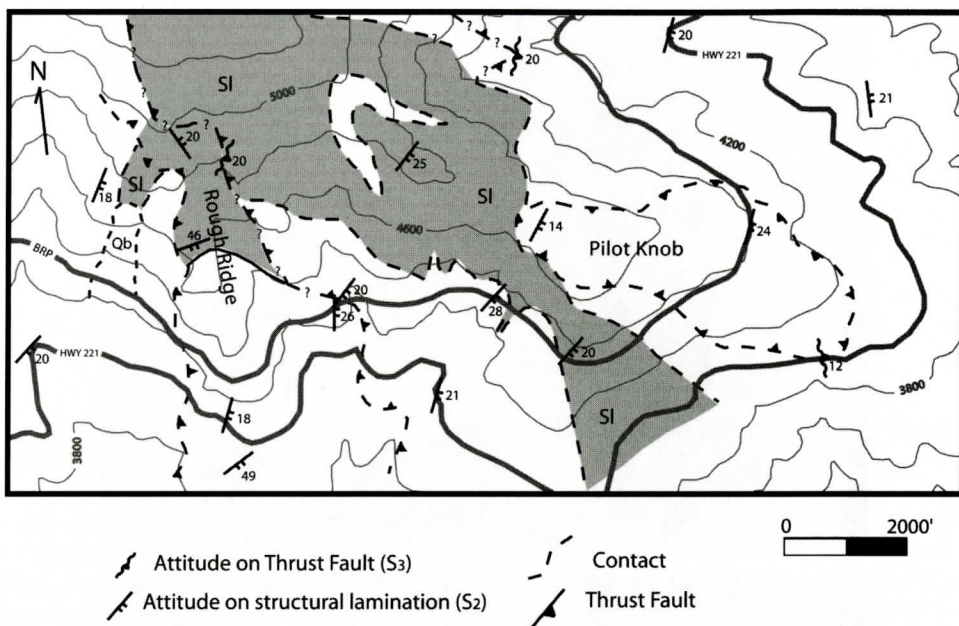 20
HWY 221
?
?
?
20
?
N
Sl
5000
21
4200
?
?
20
?
20
25
Sl
18
Sl
?
Sl
Rough Ridge
4600
46
Qb
14
Pilot Knob
24
BRP
?
20
26
28
20
HWY 221
20
12
3800
18
21
Sl
3800
49
0 2000'
Attitude on Thrust Fault (S3)
Contact
Attitude on structural lamination (S2)
Thrust Fault